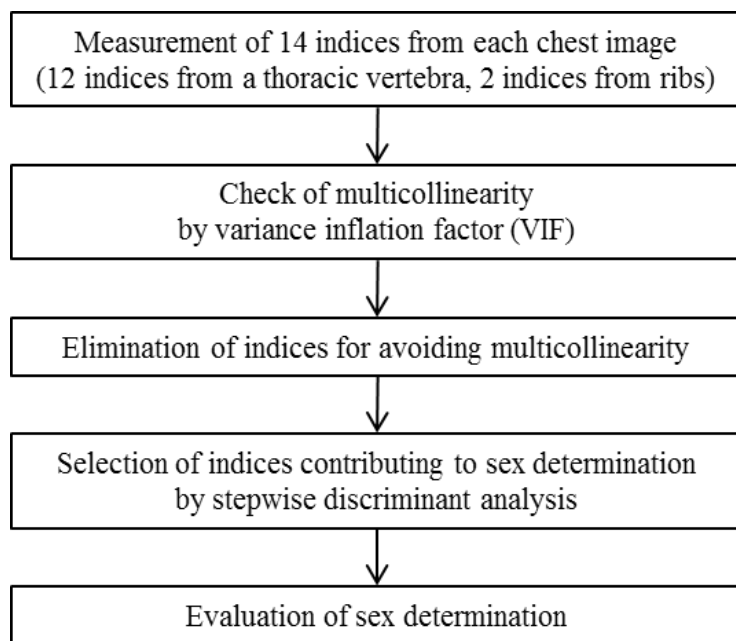 Measurement of 14 indices from each chest image
(12 indices from a thoracic vertebra, 2 indices from ribs)
Check of multicollinearity
by variance inflation factor (VIF)
Elimination of indices for avoiding multicollinearity
Selection of indices contributing to sex determination
by stepwise discriminant analysis
Evaluation of sex determination